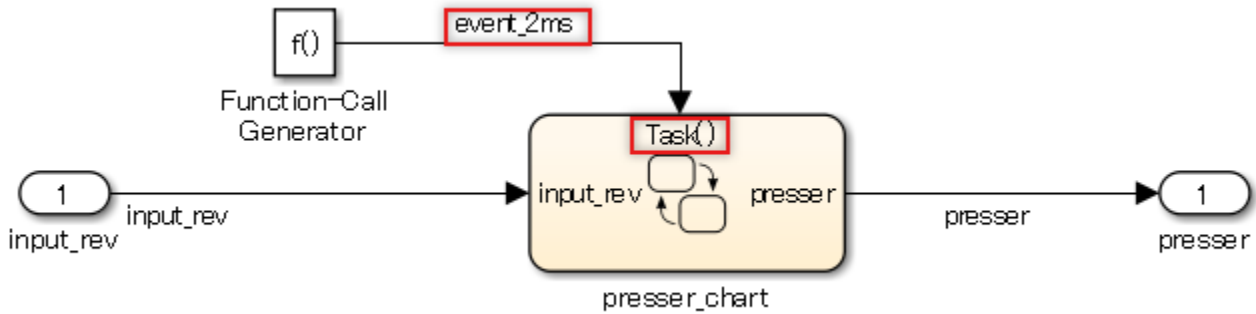 event_2ms
f()
Function-Call
Generator
Task()
1
input_rev
input_rev
input_rev
presser
presser
1
presser
presser_chart